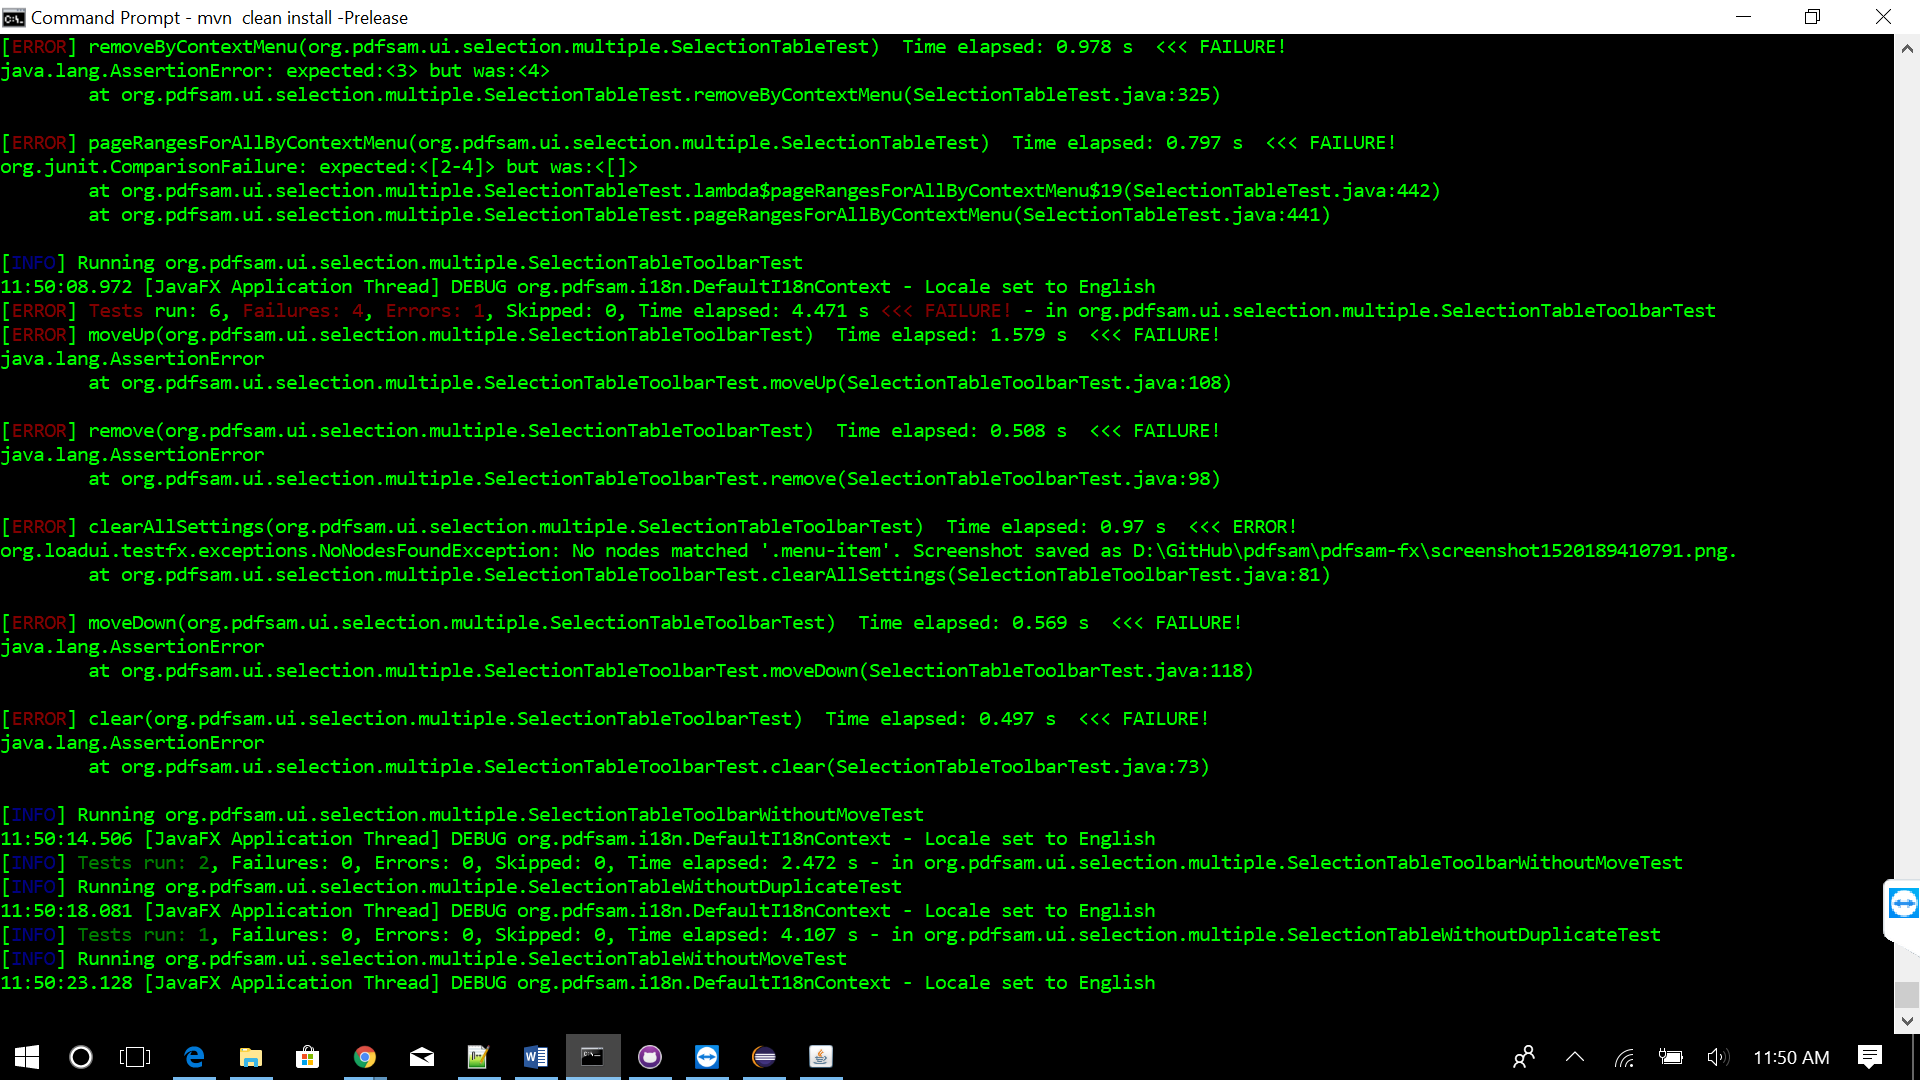 Command Prompt - mvn  clean install -Prelease
[ERROR] removeByContextMenu(org.pdfsam.ui.selection.multiple.SelectionTableTest)  Time elapsed: 0.978 s  <<< FAILURE!
java.lang.AssertionError: expected:<3> but was:<4>
        at org.pdfsam.ui.selection.multiple.SelectionTableTest.removeByContextMenu(SelectionTableTest.java:325)
[ERROR] pageRangesForAllByContextMenu(org.pdfsam.ui.selection.multiple.SelectionTableTest)  Time elapsed: 0.797 s  <<< FAILURE!
org.junit.ComparisonFailure: expected:<[2-4]> but was:<[]>
        at org.pdfsam.ui.selection.multiple.SelectionTableTest.lambda$pageRangesForAllByContextMenu$19(SelectionTableTest.java:442)
        at org.pdfsam.ui.selection.multiple.SelectionTableTest.pageRangesForAllByContextMenu(SelectionTableTest.java:441)
[INFO] Running org.pdfsam.ui.selection.multiple.SelectionTableToolbarTest
11:50:08.972 [JavaFX Application Thread] DEBUG org.pdfsam.i18n.DefaultI18nContext - Locale set to English
[ERROR] Tests run: 6, Failures: 4, Errors: 1, Skipped: 0, Time elapsed: 4.471 s <<< FAILURE! - in org.pdfsam.ui.selection.multiple.SelectionTableToolbarTest
[ERROR] moveUp(org.pdfsam.ui.selection.multiple.SelectionTableToolbarTest)  Time elapsed: 1.579 s  <<< FAILURE!
java.lang.AssertionError
        at org.pdfsam.ui.selection.multiple.SelectionTableToolbarTest.moveUp(SelectionTableToolbarTest.java:108)
[ERROR] remove(org.pdfsam.ui.selection.multiple.SelectionTableToolbarTest)  Time elapsed: 0.508 s  <<< FAILURE!
java.lang.AssertionError
        at org.pdfsam.ui.selection.multiple.SelectionTableToolbarTest.remove(SelectionTableToolbarTest.java:98)
[ERROR] clearAllSettings(org.pdfsam.ui.selection.multiple.SelectionTableToolbarTest)  Time elapsed: 0.97 s  <<< ERROR!
org.loadui.testfx.exceptions.NoNodesFoundException: No nodes matched '.menu-item'. Screenshot saved as D:\GitHub\pdfsam\pdfsam-fx\screenshot1520189410791.png.
        at org.pdfsam.ui.selection.multiple.SelectionTableToolbarTest.clearAllSettings(SelectionTableToolbarTest.java:81)
[ERROR] moveDown(org.pdfsam.ui.selection.multiple.SelectionTableToolbarTest)  Time elapsed: 0.569 s  <<< FAILURE!
java.lang.AssertionError
        at org.pdfsam.ui.selection.multiple.SelectionTableToolbarTest.moveDown(SelectionTableToolbarTest.java:118)
[ERROR] clear(org.pdfsam.ui.selection.multiple.SelectionTableToolbarTest)  Time elapsed: 0.497 s  <<< FAILURE!
java.lang.AssertionError
        at org.pdfsam.ui.selection.multiple.SelectionTableToolbarTest.clear(SelectionTableToolbarTest.java:73)
[INFO] Running org.pdfsam.ui.selection.multiple.SelectionTableToolbarWithoutMoveTest
11:50:14.506 [JavaFX Application Thread] DEBUG org.pdfsam.i18n.DefaultI18nContext - Locale set to English
[INFO] Tests run: 2, Failures: 0, Errors: 0, Skipped: 0, Time elapsed: 2.472 s - in org.pdfsam.ui.selection.multiple.SelectionTableToolbarWithoutMoveTest
[INFO] Running org.pdfsam.ui.selection.multiple.SelectionTableWithoutDuplicateTest
11:50:18.081 [JavaFX Application Thread] DEBUG org.pdfsam.i18n.DefaultI18nContext - Locale set to English
[INFO] Tests run: 1, Failures: 0, Errors: 0, Skipped: 0, Time elapsed: 4.107 s - in org.pdfsam.ui.selection.multiple.SelectionTableWithoutDuplicateTest
[INFO] Running org.pdfsam.ui.selection.multiple.SelectionTableWithoutMoveTest
11:50:23.128 [JavaFX Application Thread] DEBUG org.pdfsam.i18n.DefaultI18nContext - Locale set to English
11:50 AM